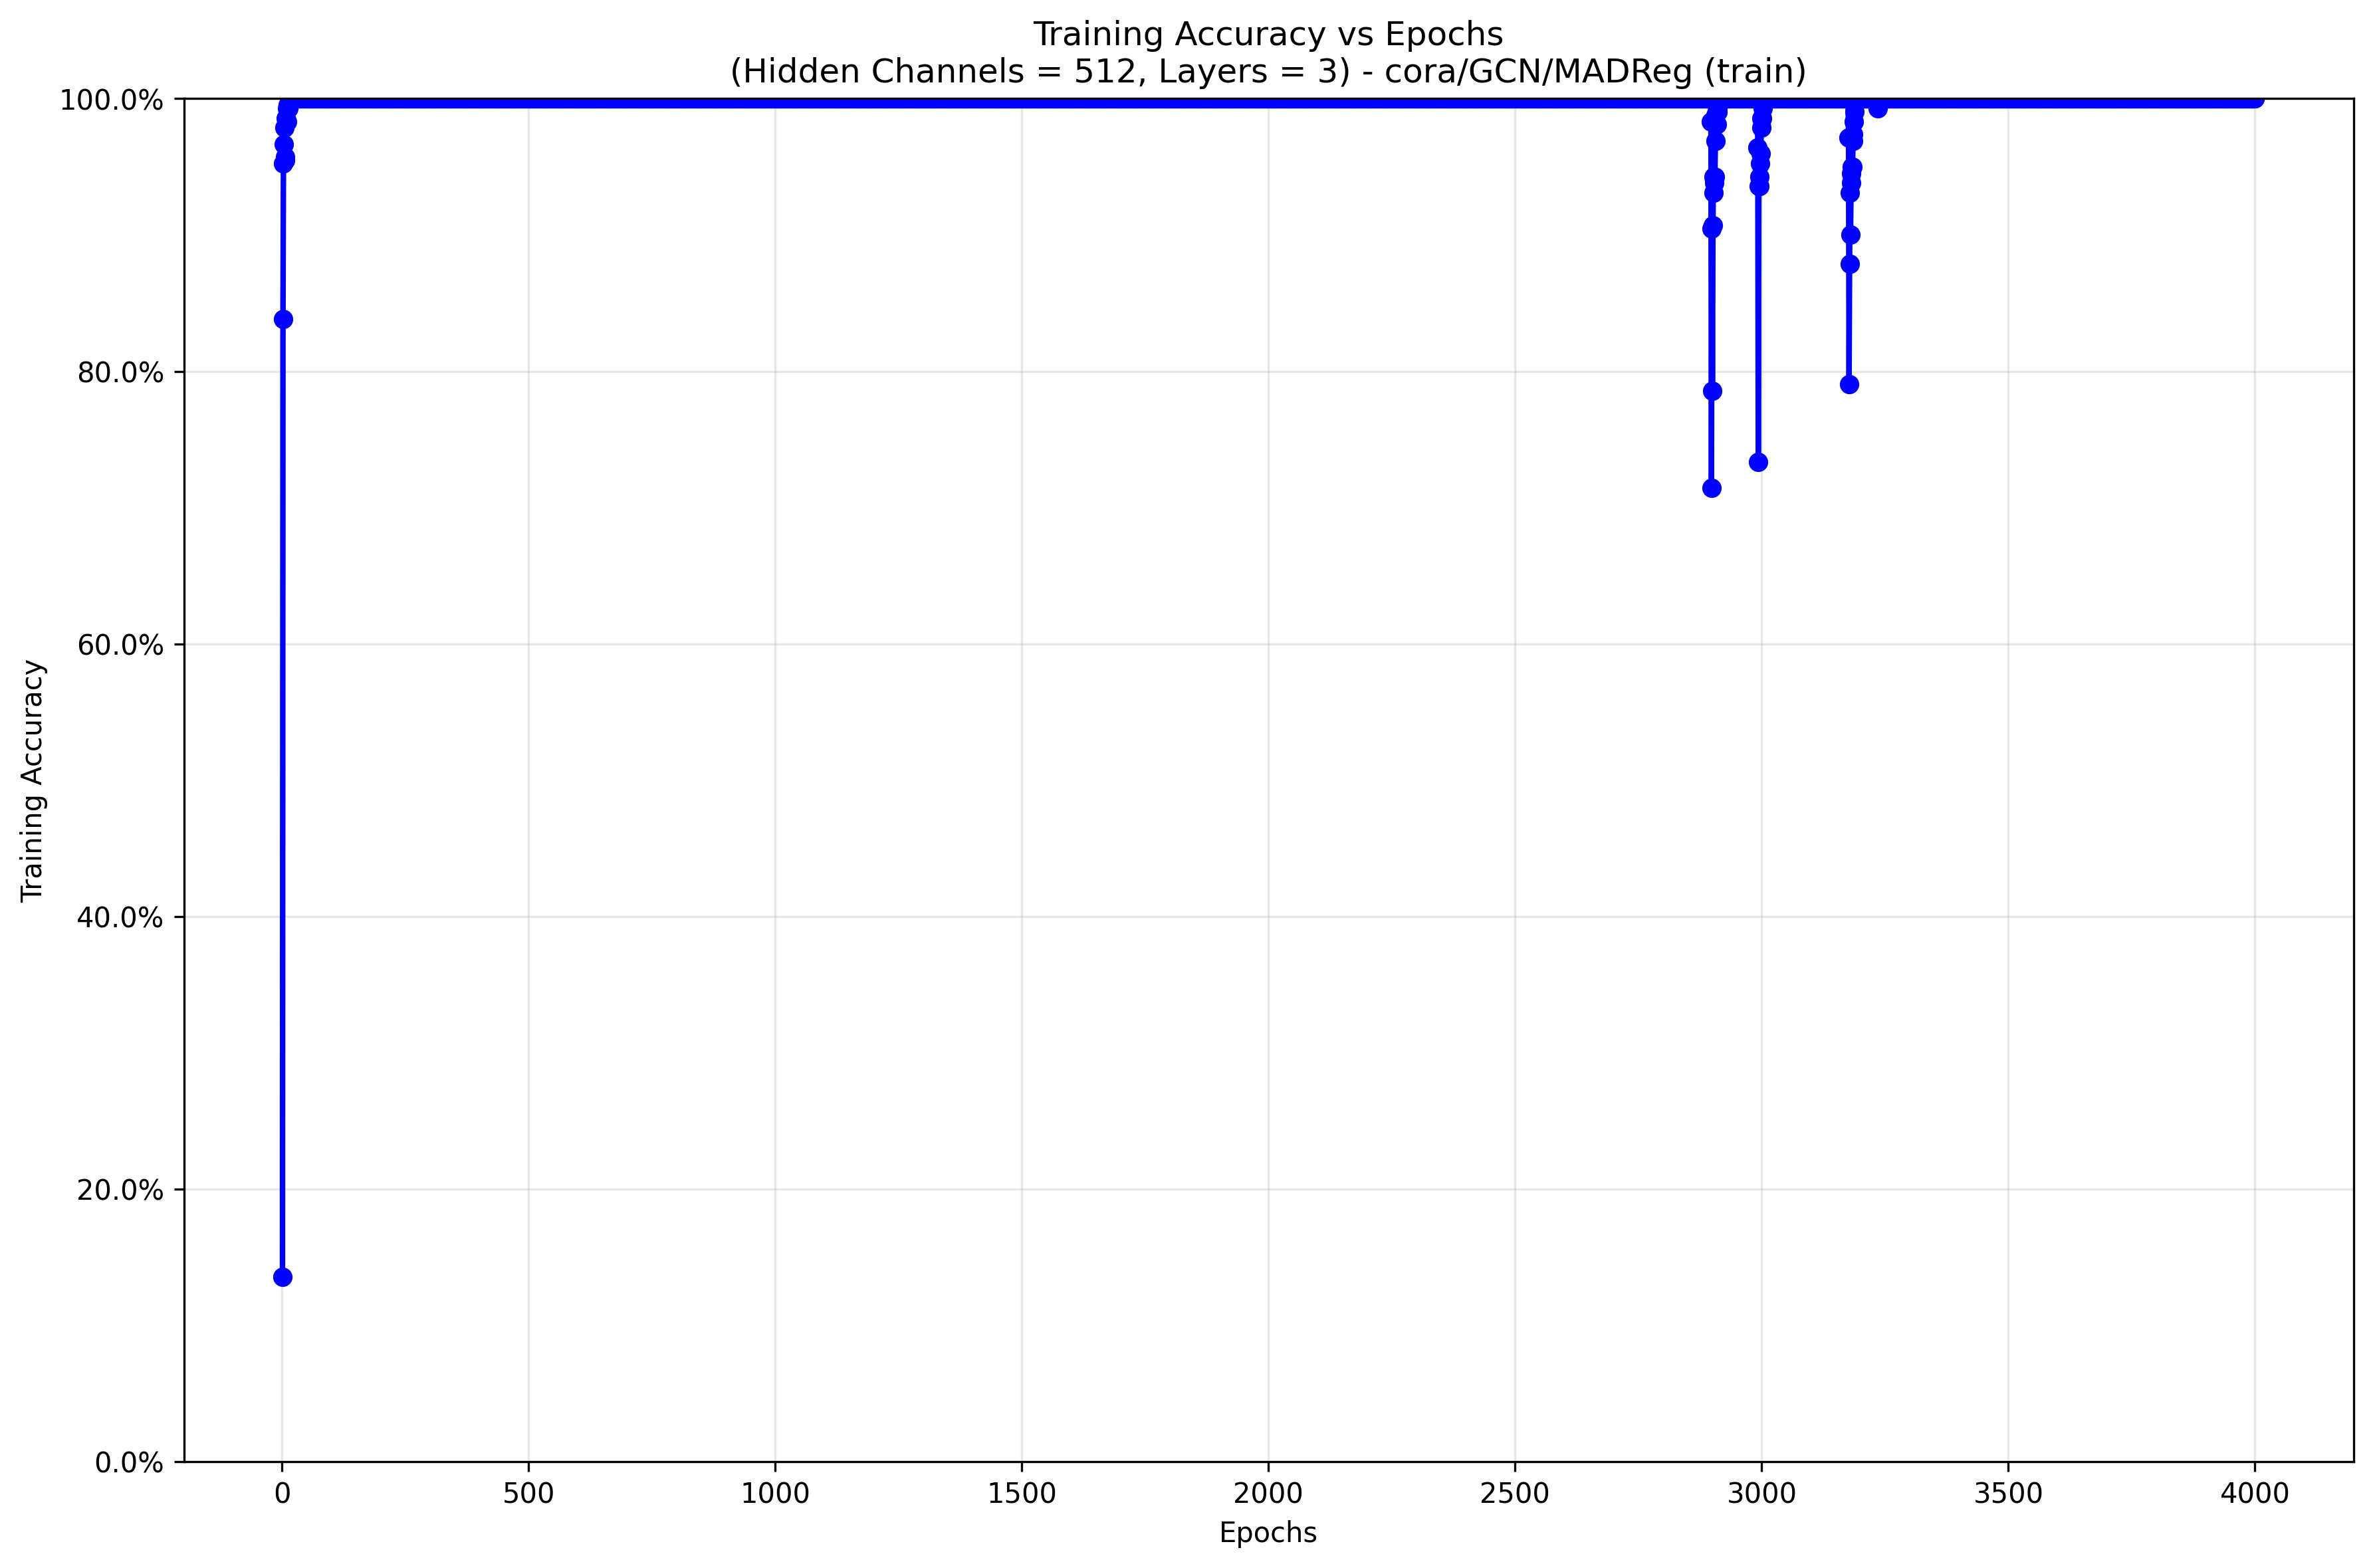 Training Accuracy vs Epochs
(Hidden Channels = 512, Layers = 3) - cora/GCN/MADReg (train)
100.0%
80.0%
60.0%
40.0%
20.0%
0.0%
Training Accuracy
0 500 1000 1500 2000 2500 3000 3500 4000
Epochs